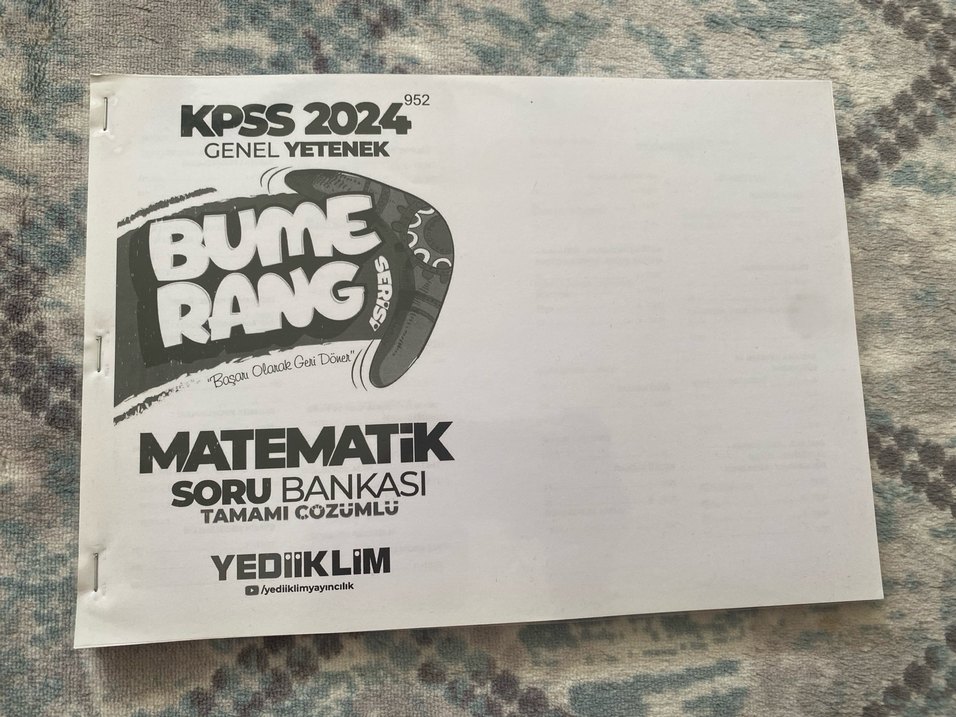 952
KPSS 2024
GENEL YETENEK
BUME
RANG
SERİSİ
"Başarı Olarak Geri Döner"
MATEMATİK
SORU BANKASI
TAMAMI ÇÖZÜMLÜ
YEDİİKLİM
/yediiklimyayıncılık